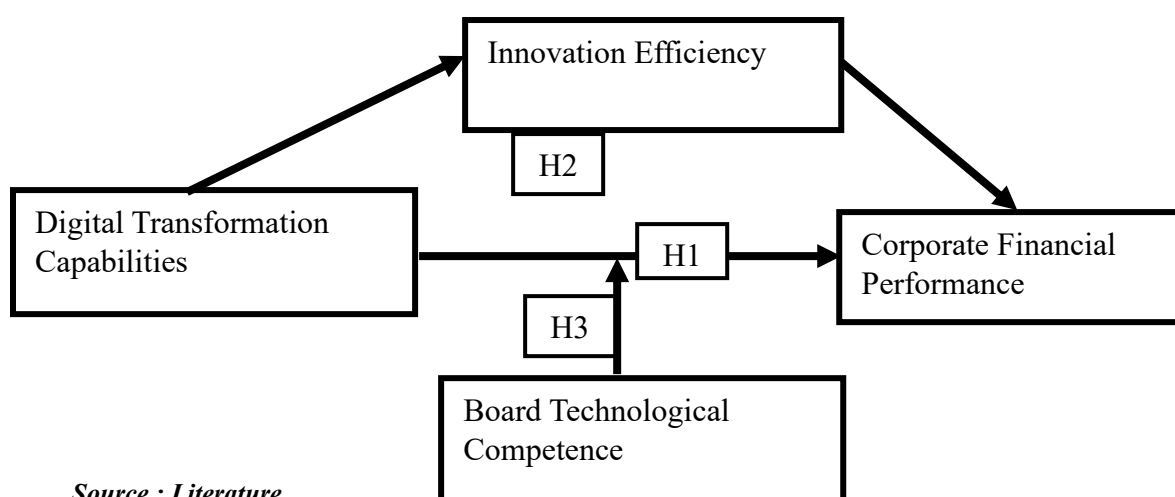 Innovation Efficiency
H2
Digital Transformation
Capabilities
H1
Corporate Financial
Performance
H3
Board Technological
Competence
Source : Literature